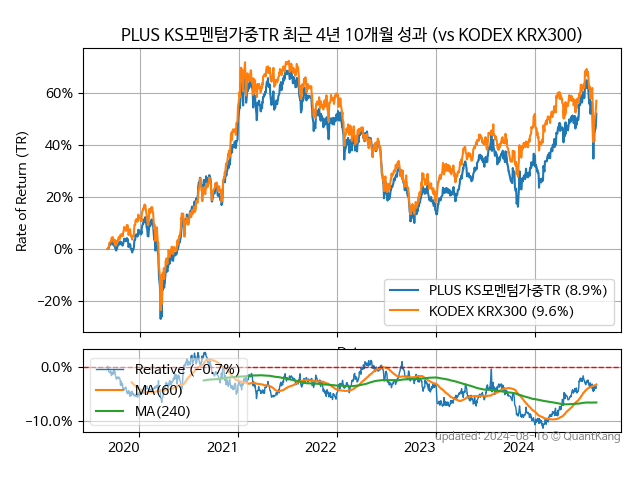 PLUS KS모멘텀가중TR 최근 4년 10개월 성과 (vs KODEX KRX300)
Rate of Return (TR)
60%
40%
20%
0%
−20%
PLUS KS모멘텀가중TR (8.9%)
KODEX KRX300 (9.6%)
0.0%
−10.0%
Relative (−0.7%)
MA(60)
MA(240)
2020
2021
2022
2023
2024
updated: 2024-08-16 © QuantKang